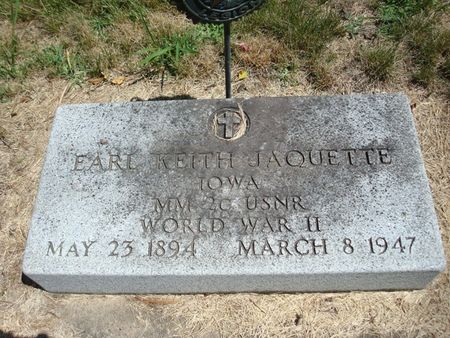 EARL KEITH JAQUETTE
IOWA
MM 2C USNR
WORLD WAR II
MAY 23 1894 MARCH 8 1947